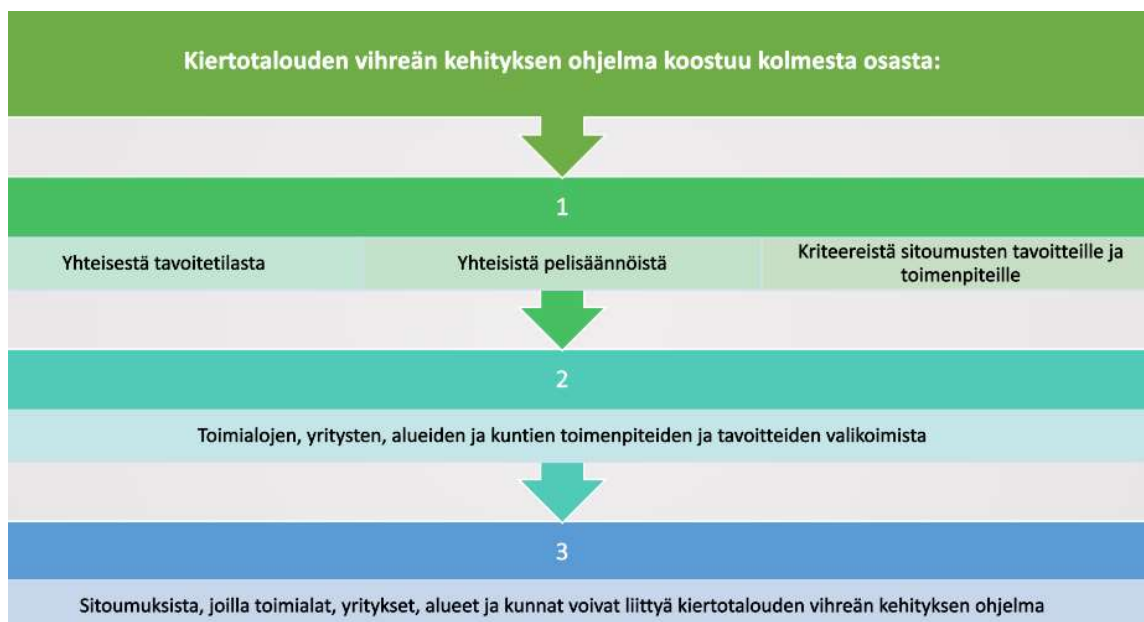 Kiertotalouden vihreän kehityksen ohjelma koostuu kolmesta osasta:
1
Yhteisestä tavoitetilasta
Yhteisistä pelisäännöistä
Kriteereistä sitoumusten tavoitteille ja
toimenpiteille
2
Toimialojen, yritysten, alueiden ja kuntien toimenpiteiden ja tavoitteiden valikoimista
3
Sitoumuksista, joilla toimialat, yritykset, alueet ja kunnat voivat liittyä kiertotalouden vihreän kehityksen ohjelma